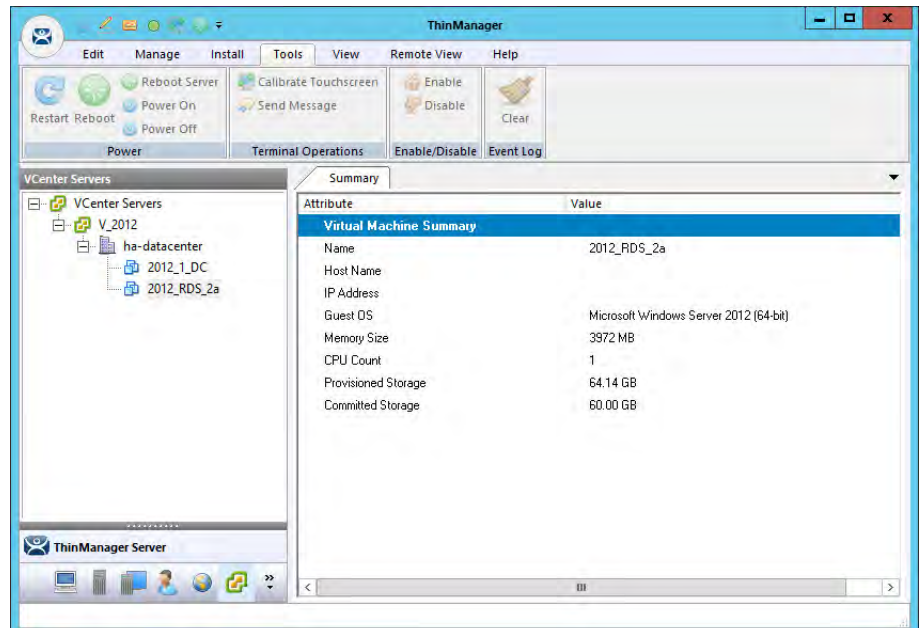 ThinManager
Edit Manage Install Tools View Remote View Help
Restart Reboot
Reboot Server
Power On
Power Off
Power
Calibrate Touchscreen
Send Message
Terminal Operations
Enable
Disable
Enable/Disable
Clear
Event Log
VCenter Servers
VCenter Servers
V_2012
ha-datacenter
2012_1_DC
2012_RDS_2a
ThinManager Server
Summary
Attribute Value
Virtual Machine Summary
Name 2012_RDS_2a
Host Name
IP Address
Guest OS Microsoft Windows Server 2012 (64-bit)
Memory Size 3972 MB
CPU Count 1
Provisioned Storage 64.14 GB
Committed Storage 60.00 GB